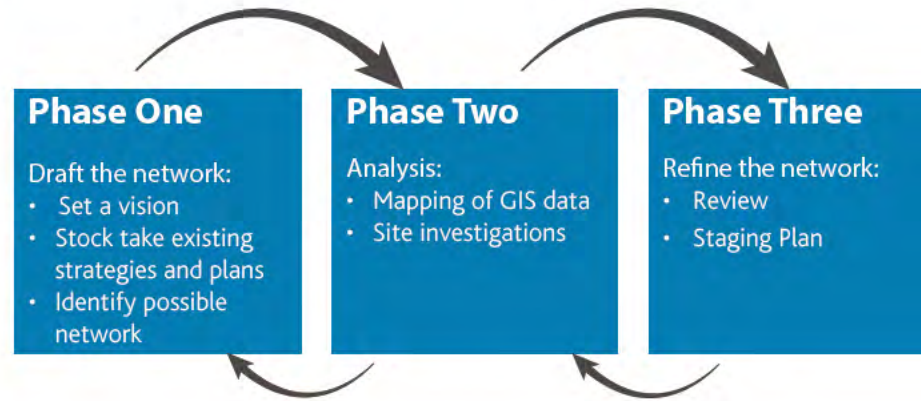 Phase One
Draft the network:
• Set a vision
• Stock take existing
strategies and plans
• Identify possible
network
Phase Two
Analysis:
• Mapping of GIS data
• Site investigations
Phase Three
Refine the network:
• Review
• Staging Plan